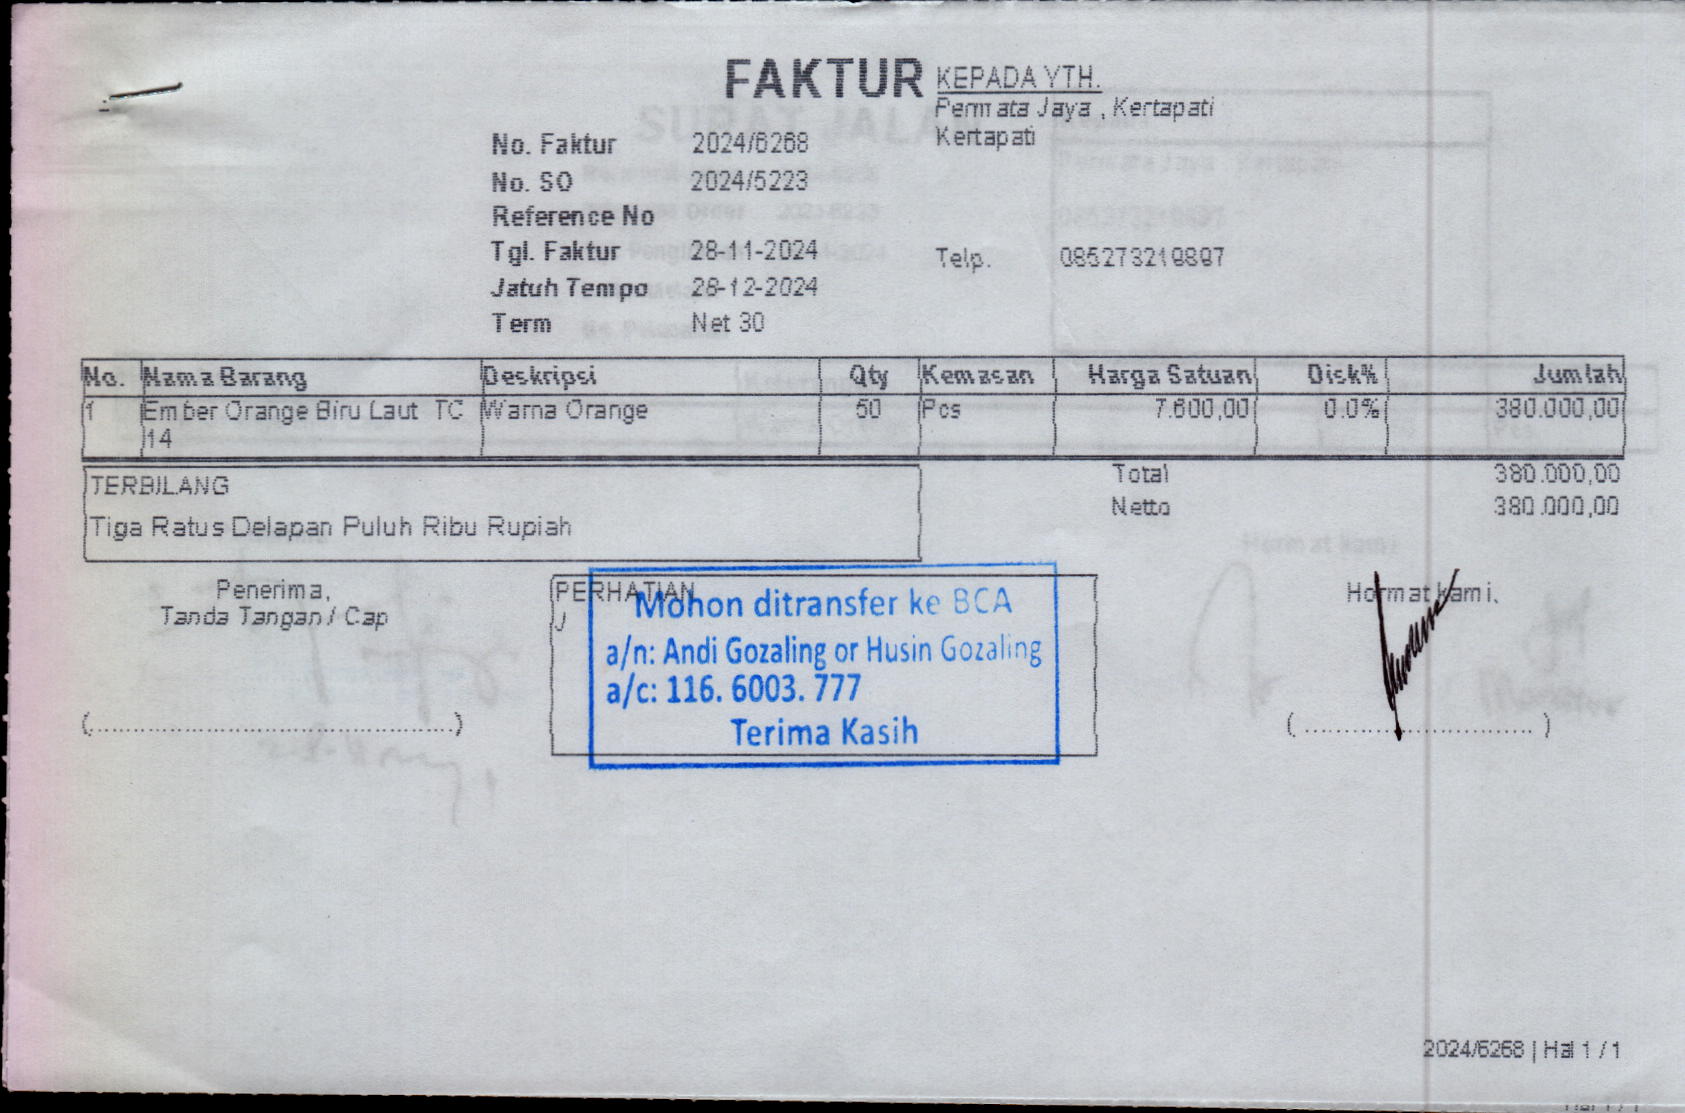 FAKTUR
KEPADA YTH.
Permata Jaya , Kertapati
Kertapati
No. Faktur 2024/6268
No. SO 2024/5223
Reference No
Tgl. Faktur 28-11-2024
Telp. 085273219897
Jatuh Tempo 28-12-2024
Term Net 30
No. Nama Barang Deskripsi Qty Kemasan Harga Satuan Disk% Jumlah
1 Ember Orange Biru Laut TC Warna Orange 50 Pcs 7.600,00 0.0% 380.000,00
14
Total 380.000,00
TERBILANG
Netto 380.000,00
Tiga Ratus Delapan Puluh Ribu Rupiah
Penerima,
Tanda Tangan / Cap
(..........................................)
PERHATIAN
Mohon ditransfer ke BCA
a/n: Andi Gozaling or Husin Gozaling
a/c: 116. 6003. 777
Terima Kasih
Hormat kami,
( .................................. )
2024/6268 | Hal 1 / 1